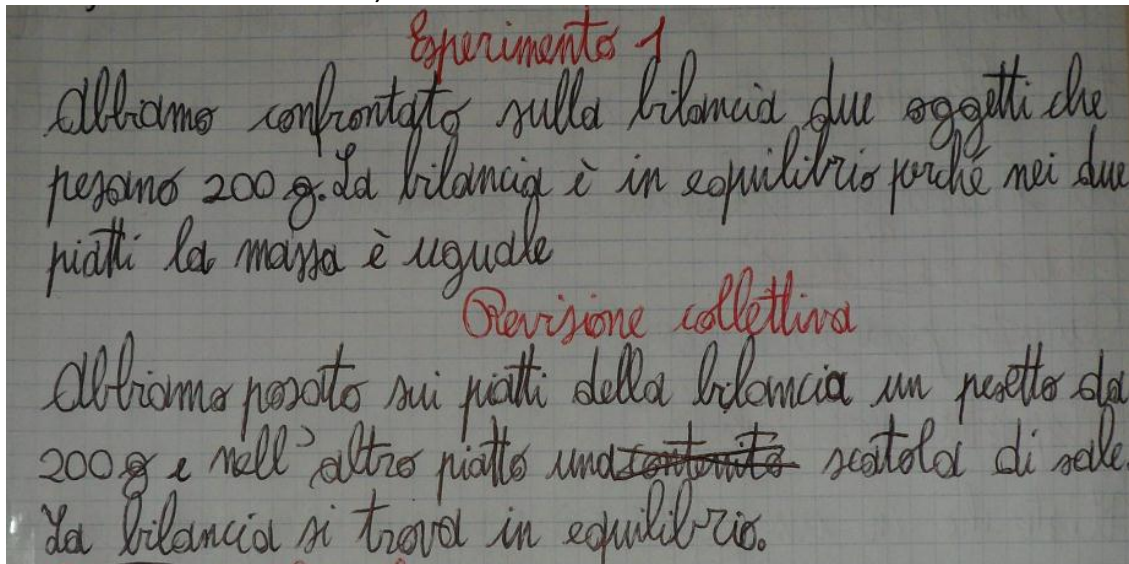 Esperimento 1
Abbiamo confrontato sulla bilancia due oggetti che
pesano 200 g. La bilancia è in equilibrio perché nei due
piatti la massa è uguale
Revisione collettiva
Abbiamo posato sui piatti della bilancia un pesetto da
200 g e nell'altro piatto una scatola di sale.
La bilancia si trova in equilibrio.